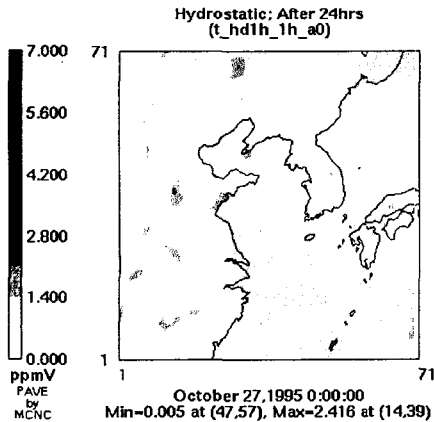 Hydrostatic; After 24hrs
(t_hd1h_1h_a0)
7.000
5.600
4.200
2.800
1.400
0.000
ppmV
PAVE
by
MCNC
71
1
1
71
October 27,1995 0:00:00
Min=0.005 at (47,57), Max=2.416 at (14,39)